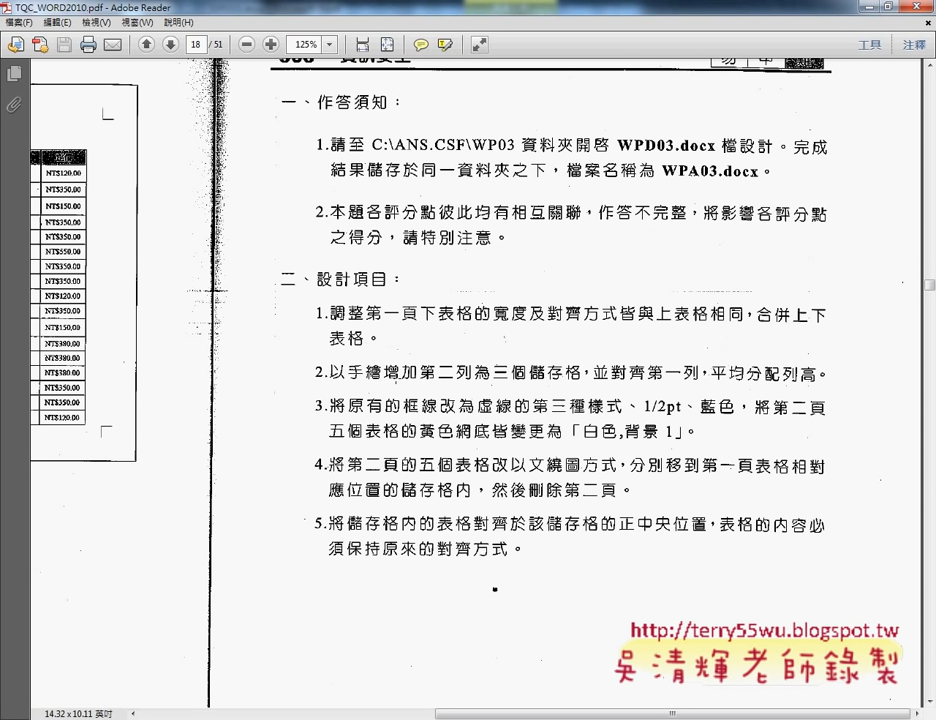 TQC_WORD2010.pdf - Adobe Reader
檔案(F) 編輯(E) 檢視(V) 視窗(W) 說明(H)
18 / 51 125% 工具 註釋
一、作答須知：
1.請至 C:\ANS.CSF\WP03 資料夾開啓 WPD03.docx 檔設計。完成
結果儲存於同一資料夾之下，檔案名稱為 WPA03.docx。
2.本題各評分點彼此均有相互關聯，作答不完整，將影響各評分點
之得分，請特別注意。
二、設計項目：
1.調整第一頁下表格的寬度及對齊方式皆與上表格相同，合併上下
表格。
2.以手繪增加第二列為三個儲存格，並對齊第一列，平均分配列高。
3.將原有的框線改為虛線的第三種樣式、1/2pt、藍色，將第二頁
五個表格的黃色網底皆變更為「白色,背景 1」。
4.將第二頁的五個表格改以文繞圖方式，分別移到第一頁表格相對
應位置的儲存格內，然後刪除第二頁。
5.將儲存格內的表格對齊於該儲存格的正中央位置，表格的內容必
須保持原來的對齊方式。
NT$120.00
NT$350.00
NT$150.00
NT$350.00
NT$350.00
NT$550.00
NT$350.00
NT$350.00
NT$120.00
NT$350.00
NT$150.00
NT$380.00
NT$380.00
NT$380.00
NT$350.00
NT$120.00
http://terry55wu.blogspot.tw
吳清輝老師錄製
14.32 x 10.11 英吋